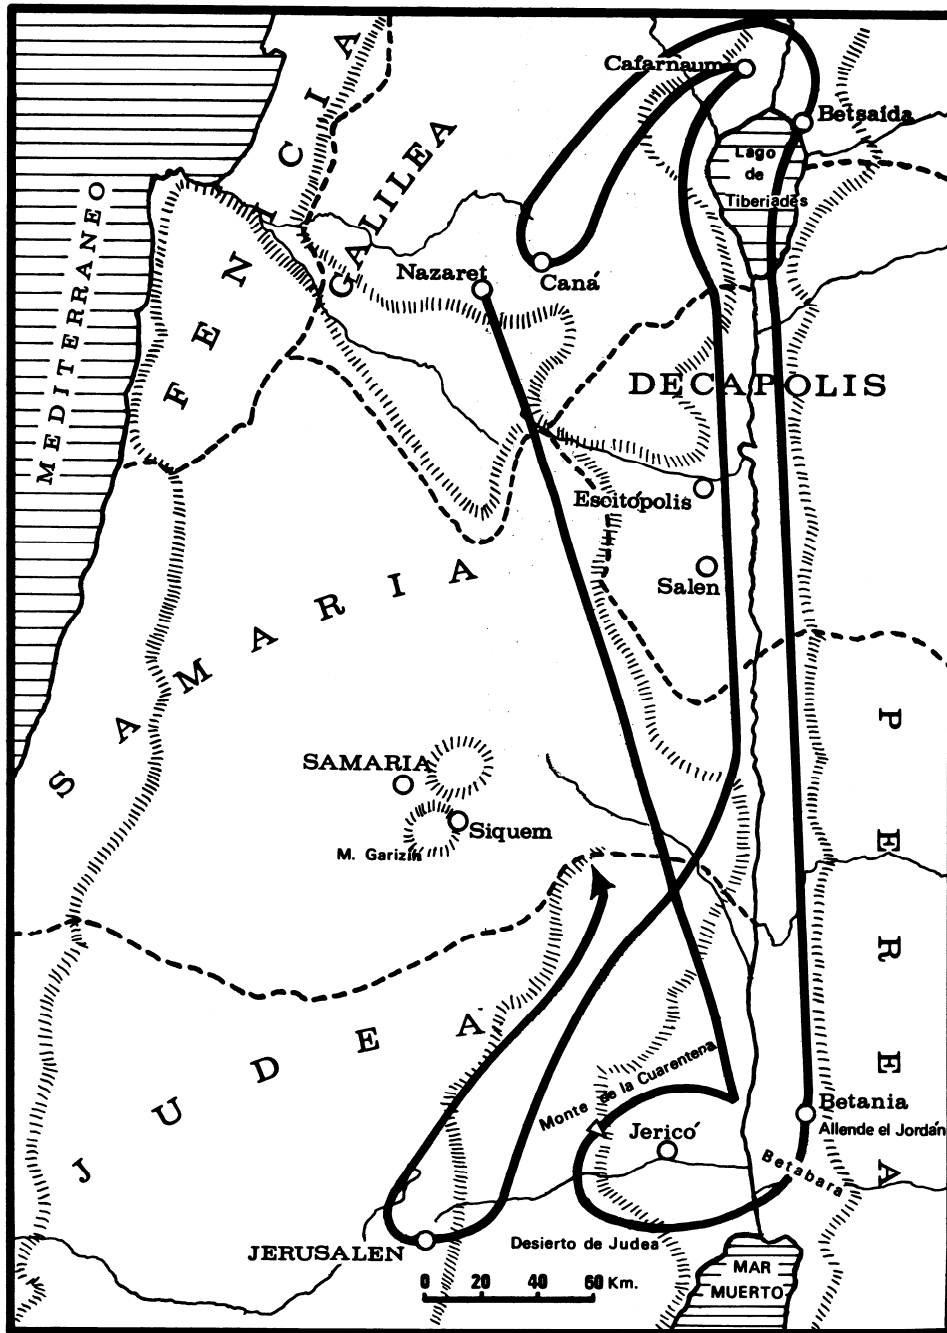 Cafarnaum
Betsaida
Lago
de
Tiberiades
FENICIA
GALILEA
MEDITERRANEO
Nazaret
Caná
DECAPOLIS
Escitópolis
Salen
SAMARIA
SAMARIA
Siquem
M. Garizin
PEREA
JUDEA
Monte de la Cuarentena
Betania
Allende el Jordán
Jericó
Betabara
JERUSALEN
Desierto de Judea
MAR
MUERTO
0 20 40 60 Km.